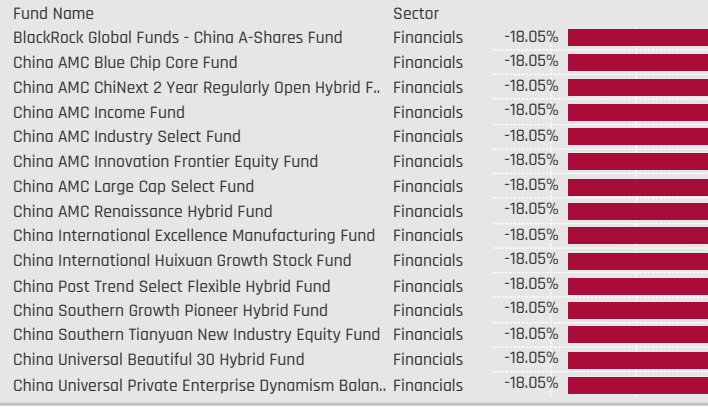 Fund Name Sector
BlackRock Global Funds - China A-Shares Fund Financials -18.05%
China AMC Blue Chip Core Fund Financials -18.05%
China AMC ChiNext 2 Year Regularly Open Hybrid F.. Financials -18.05%
China AMC Income Fund Financials -18.05%
China AMC Industry Select Fund Financials -18.05%
China AMC Innovation Frontier Equity Fund Financials -18.05%
China AMC Large Cap Select Fund Financials -18.05%
China AMC Renaissance Hybrid Fund Financials -18.05%
China International Excellence Manufacturing Fund Financials -18.05%
China International Huixuan Growth Stock Fund Financials -18.05%
China Post Trend Select Flexible Hybrid Fund Financials -18.05%
China Southern Growth Pioneer Hybrid Fund Financials -18.05%
China Southern Tianyuan New Industry Equity Fund Financials -18.05%
China Universal Beautiful 30 Hybrid Fund Financials -18.05%
China Universal Private Enterprise Dynamism Balan.. Financials -18.05%